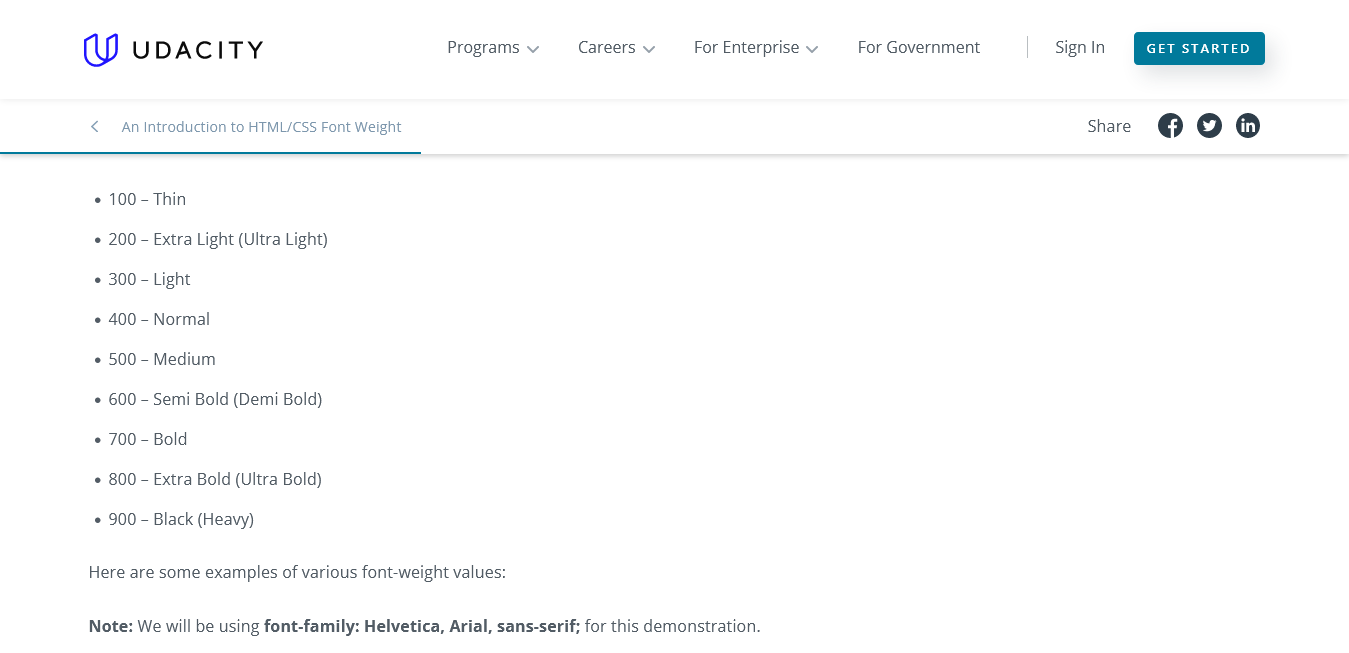 UDACITY
Programs
Careers
For Enterprise
For Government
Sign In
GET STARTED
An Introduction to HTML/CSS Font Weight
Share
100 – Thin
200 – Extra Light (Ultra Light)
300 – Light
400 – Normal
500 – Medium
600 – Semi Bold (Demi Bold)
700 – Bold
800 – Extra Bold (Ultra Bold)
900 – Black (Heavy)
Here are some examples of various font-weight values:
Note: We will be using font-family: Helvetica, Arial, sans-serif; for this demonstration.